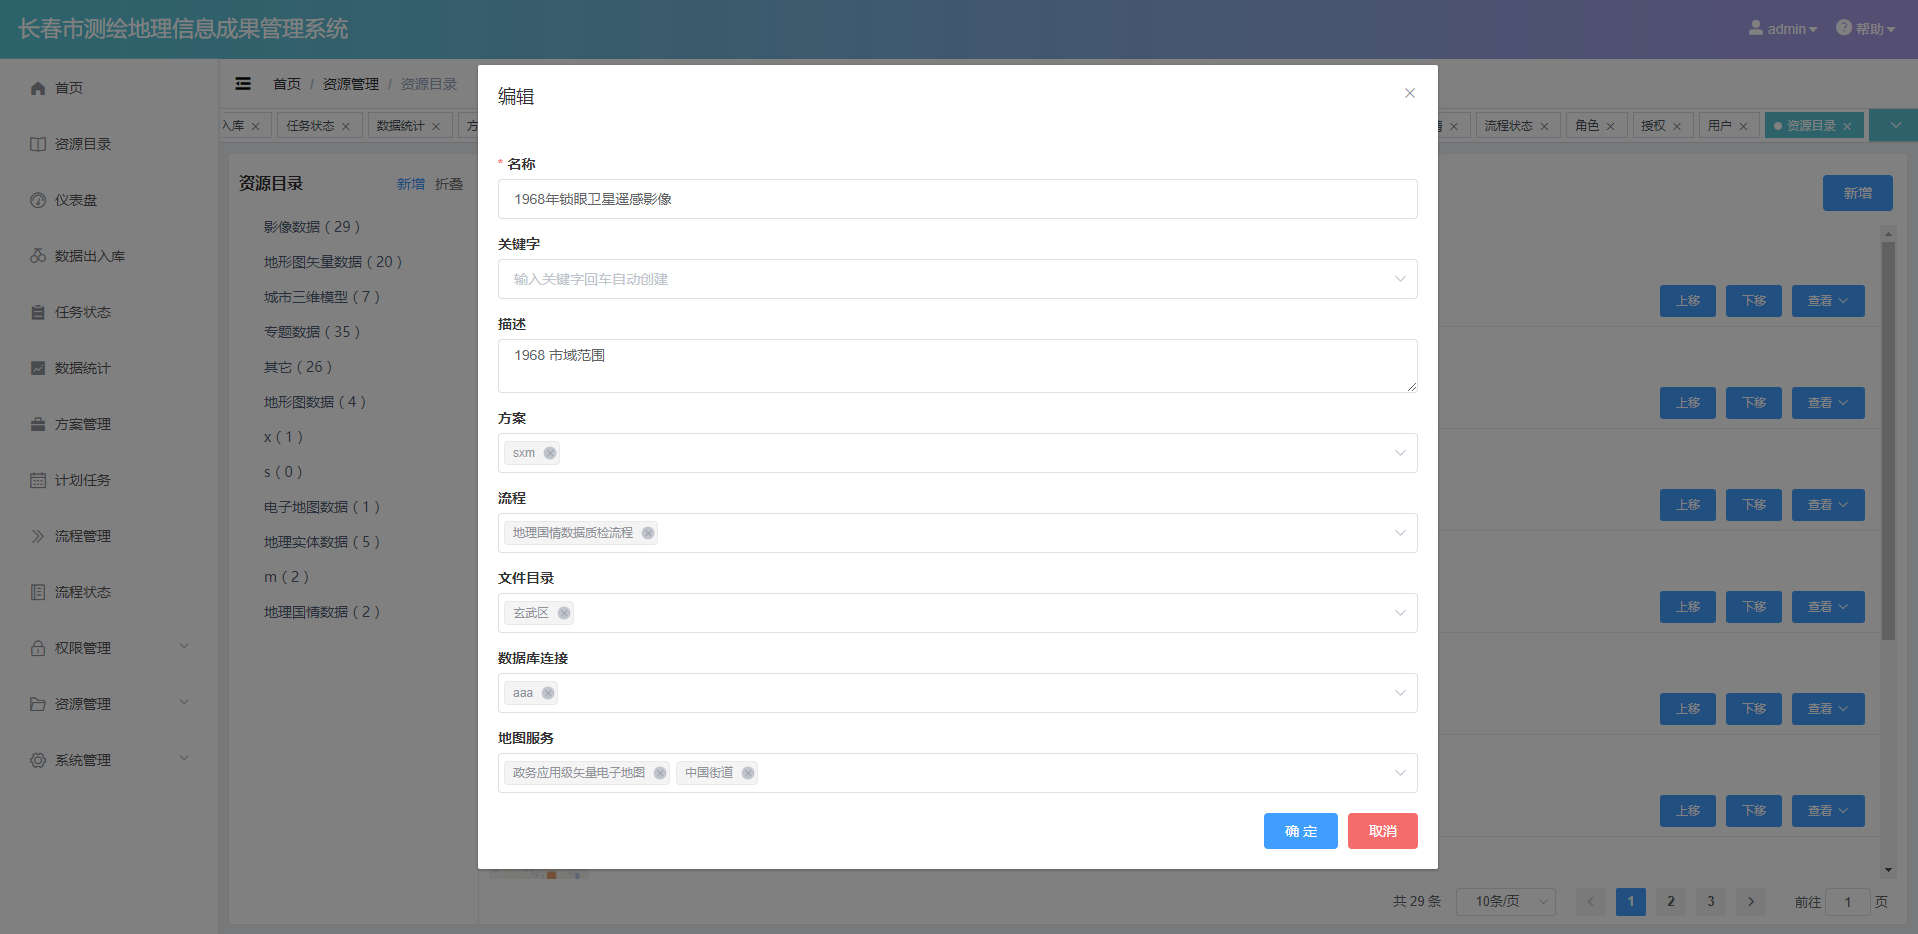 长春市测绘地理信息成果管理系统
admin
帮助
首页
资源目录
仪表盘
数据出入库
任务状态
数据统计
方案管理
计划任务
流程管理
流程状态
权限管理
资源管理
系统管理
首页 / 资源管理 / 资源目录
入库
任务状态
数据统计
方
流程状态
角色
授权
用户
资源目录
资源目录 新增 折叠
影像数据 ( 29 )
地形图矢量数据 ( 20 )
城市三维模型 ( 7 )
专题数据 ( 35 )
其它 ( 26 )
地形图数据 ( 4 )
x ( 1 )
s ( 0 )
电子地图数据 ( 1 )
地理实体数据 ( 5 )
m ( 2 )
地理国情数据 ( 2 )
编辑
* 名称
1968年锁眼卫星遥感影像
关键字
输入关键字回车自动创建
描述
1968 市域范围
方案
sxm
流程
地理国情数据质检流程
文件目录
玄武区
数据库连接
aaa
地图服务
政务应用级矢量电子地图 中国街道
确 定 取消
新增
上移 下移 查看
上移 下移 查看
上移 下移 查看
上移 下移 查看
上移 下移 查看
上移 下移 查看
共 29 条 10条/页 1 2 3 前往 1 页